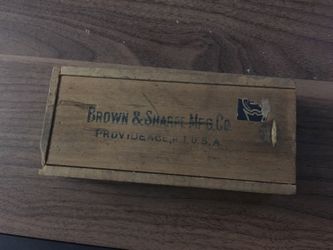 BROWN & SHARPE MFG. CO.
PROVIDENCE, R.I. U.S.A.